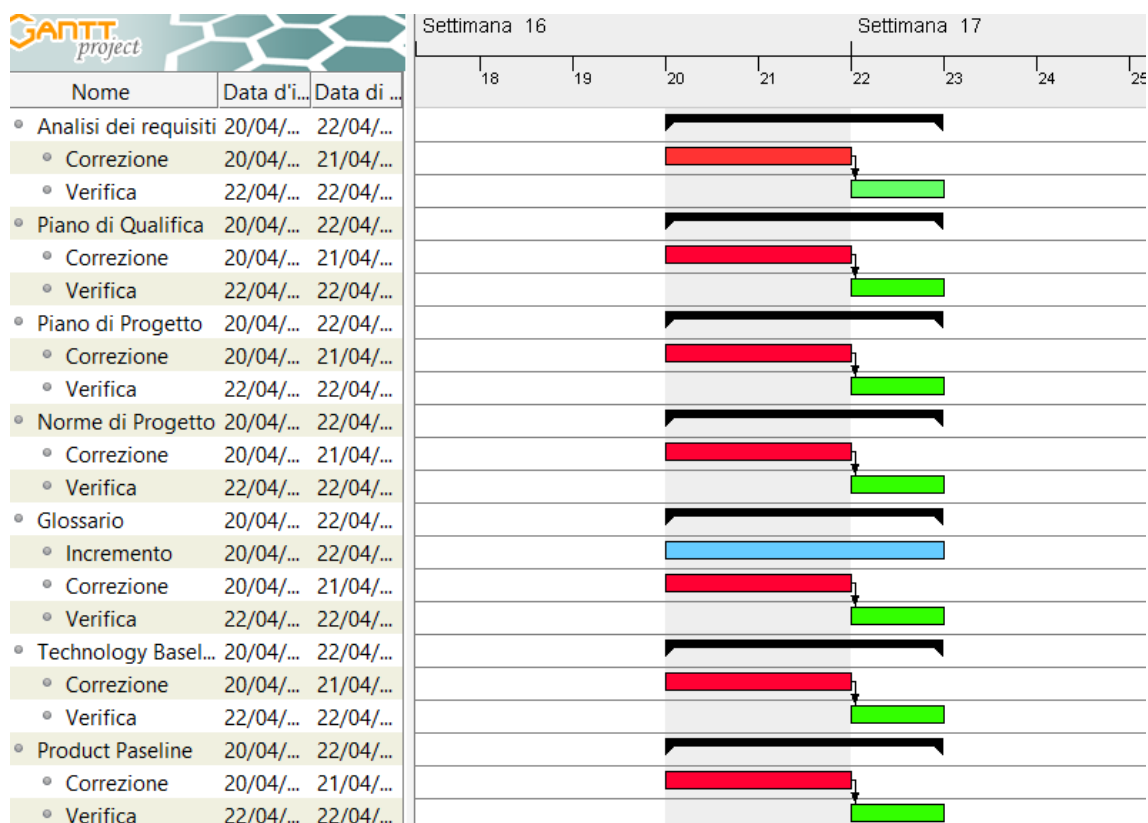 GANTT
project
Settimana 16 Settimana 17
18 19 20 21 22 23 24 25
Nome Data d'i... Data di ...
Analisi dei requisiti 20/04/... 22/04/...
Correzione 20/04/... 21/04/...
Verifica 22/04/... 22/04/...
Piano di Qualifica 20/04/... 22/04/...
Correzione 20/04/... 21/04/...
Verifica 22/04/... 22/04/...
Piano di Progetto 20/04/... 22/04/...
Correzione 20/04/... 21/04/...
Verifica 22/04/... 22/04/...
Norme di Progetto 20/04/... 22/04/...
Correzione 20/04/... 21/04/...
Verifica 22/04/... 22/04/...
Glossario 20/04/... 22/04/...
Incremento 20/04/... 22/04/...
Correzione 20/04/... 21/04/...
Verifica 22/04/... 22/04/...
Technology Basel... 20/04/... 22/04/...
Correzione 20/04/... 21/04/...
Verifica 22/04/... 22/04/...
Product Paseline 20/04/... 22/04/...
Correzione 20/04/... 21/04/...
Verifica 22/04/... 22/04/...